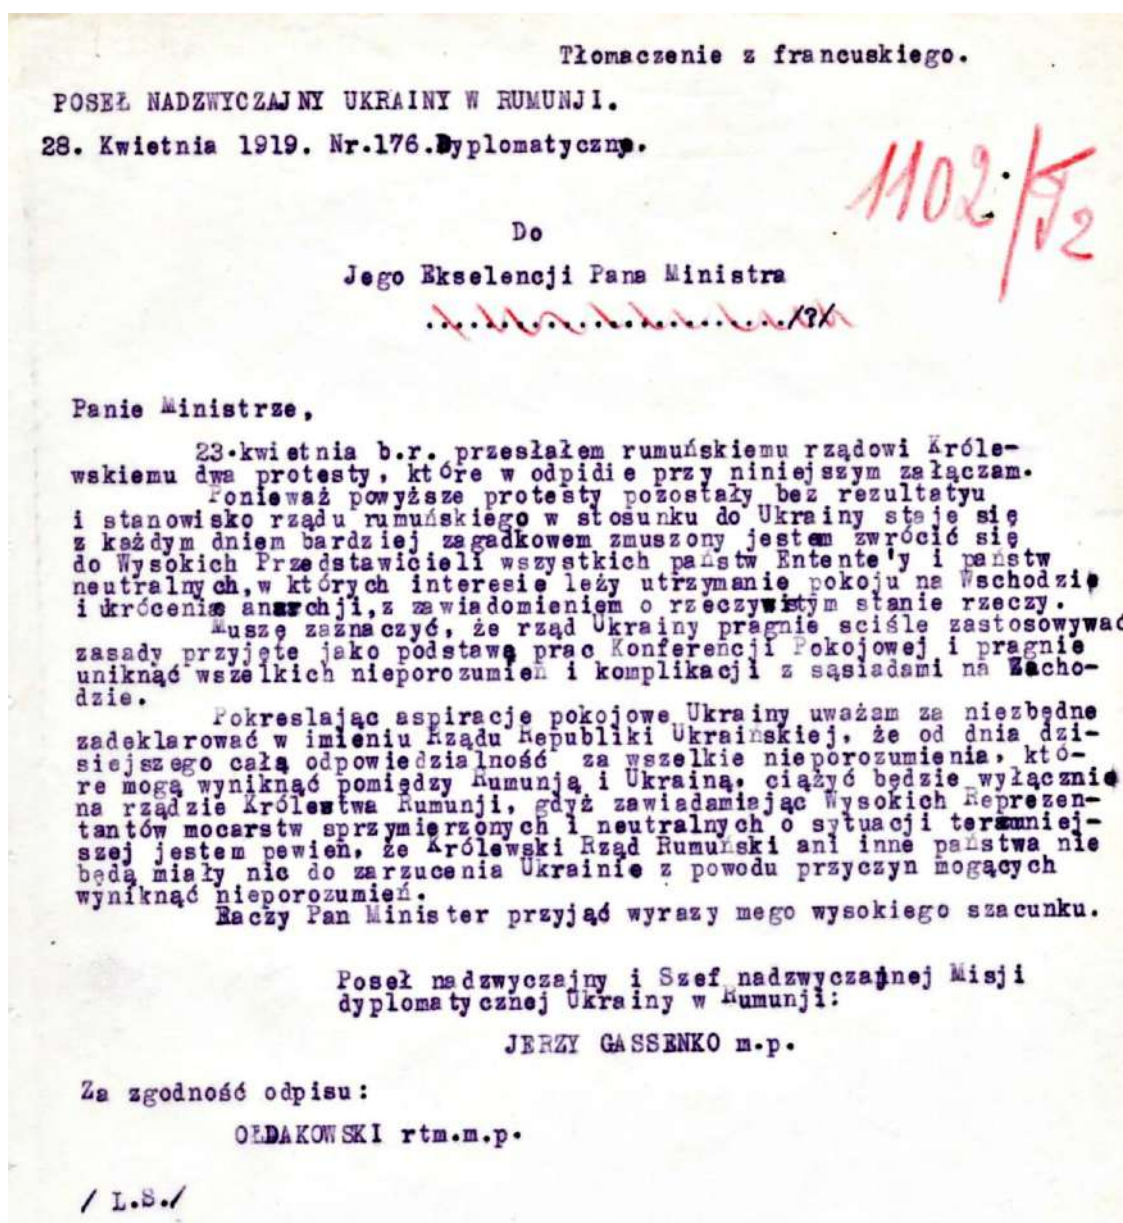 Tłomaczenie z francuskiego.
POSEŁ NADZWYCZAJNY UKRAINY W RUMUNJI.
28. Kwietnia 1919. Nr.176.Dyplomatyczny.
1102/
Do
Jego Ekselencji Pana Ministra
........................./?/
Panie Ministrze,
23.kwietnia b.r. przesłałem rumuńskiemu rządowi Króle-
wskiemu dwa protesty, które w odpidie przy niniejszym załączam.
Ponieważ powyższe protesty pozostały bez rezultatyu
i stanowisko rządu rumuńskiego w stosunku do Ukrainy staje się
z każdym dniem bardziej zagadkowem zmuszony jestem zwrócić się
do Wysokich Przedstawicieli wszystkich państw Entente'y i państw
neutralnych,w których interesie leży utrzymanie pokoju na Wschodzie
i ukrócenie anarchji,z zawiadomieniem o rzeczywistym stanie rzeczy.
Muszę zaznaczyć, że rząd Ukrainy pragnie sciśle zastosowywać
zasady przyjęte jako podstawę prac Konferencji Pokojowej i pragnie
uniknąć wszelkich nieporozumień i komplikacji z sąsiadami na Zacho-
dzie.
Pokreslając aspiracje pokojowe Ukrainy uważam za niezbędne
zadeklarować w imieniu Rządu Republiki Ukraińskiej, że od dnia dzi-
siejszego całą odpowiedzialność za wszelkie nieporozumienia, któ-
re mogą wyniknąć pomiędzy Rumunją i Ukrainą, ciążyć będzie wyłącznie
na rządzie Królestwa Rumunji, gdyż zawiadamiając Wysokich Reprezen-
tantów mocarstw sprzymierzonych i neutralnych o sytuacji
szej jestem pewien, że Królewski Rząd Rumuński ani inne państwa nie
będą miały nic do zarzucenia Ukrainie z powodu przyczyn mogących
wyniknąć nieporozumień.
Raczy Pan Minister przyjąć wyrazy mego wysokiego szacunku.
Poseł nadzwyczajny i Szef nadzwyczajnej Misji
dyplomatycznej Ukrainy w Rumunji:
JERZY GASSENKO m.p.
Za zgodność odpisu:
OŁDAKOWSKI rtm.m.p.
/ L.S./